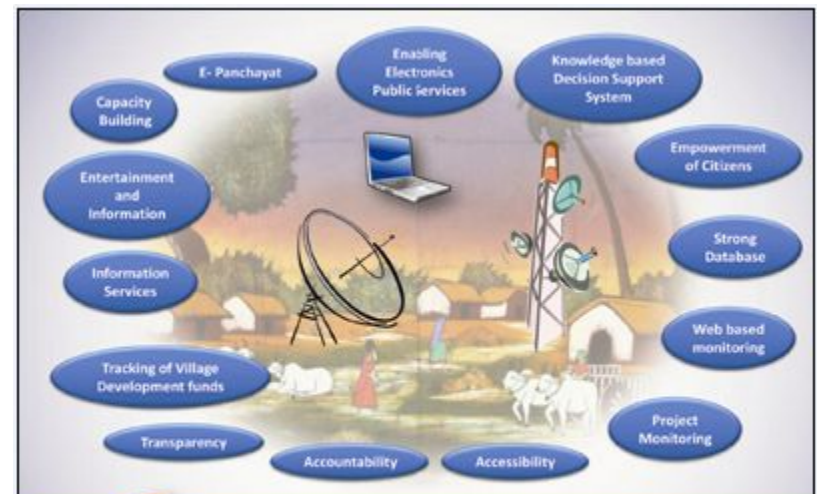 E- Panchayat
Enabling
Electronics
Public Services
Knowledge based
Decision Support
System
Capacity
Building
Empowerment
of Citizens
Entertainment
and
Information
Strong
Database
Information
Services
Web based
monitoring
Tracking of Village
Development funds
Project
Monitoring
Transparency
Accountability
Accessibility